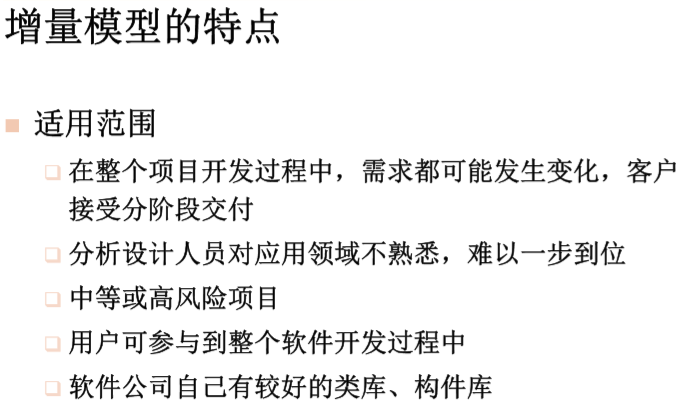 增量模型的特点
适用范围
在整个项目开发过程中，需求都可能发生变化，客户
接受分阶段交付
分析设计人员对应用领域不熟悉，难以一步到位
中等或高风险项目
用户可参与到整个软件开发过程中
软件公司自己有较好的类库、构件库